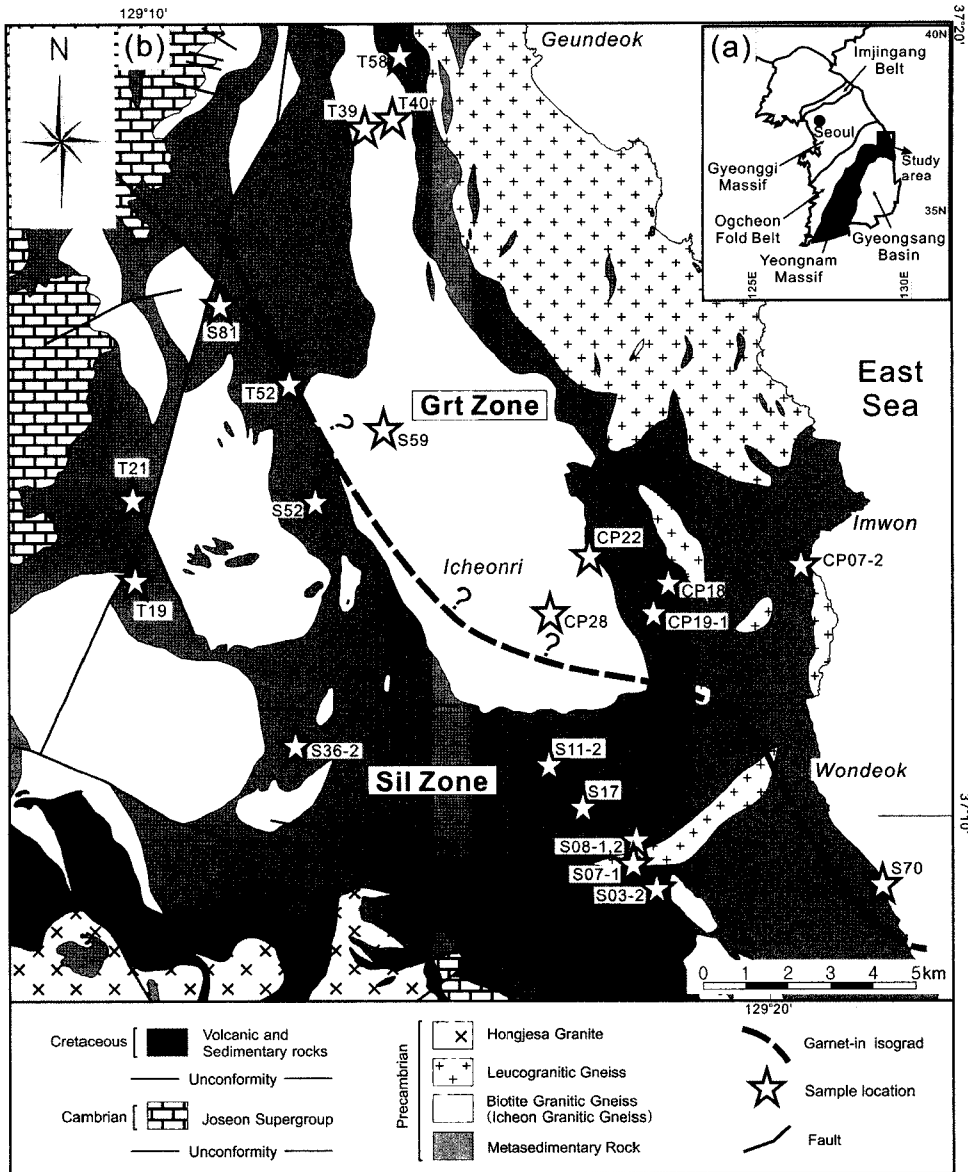 129°10'
37°20'
N
(b)
Geundeok
(a)
40N
Imjingang
Belt
Seoul
Gyeonggi
Massif
Study
area
Ogcheon
Fold Belt
35N
Gyeongsang
Basin
Yeongnam
Massif
125E
130E
T58
T39
T40
S81
T52
Grt Zone
East
Sea
?
S59
T21
S52
Imwon
CP22
CP07-2
Icheonri
T19
CP18
?
CP28
CP19-1
?
S36-2
S11-2
Sil Zone
Wondeok
S17
37°10'
S08-1,2
S07-1
S70
S03-2
0 1 2 3 4 5km
129°20'
Cretaceous
Volcanic and
Sedimentary rocks
Unconformity
Cambrian
Joseon Supergroup
Unconformity
Precambrian
Hongjesa Granite
Leucogranitic Gneiss
Biotite Granitic Gneiss
(Icheon Granitic Gneiss)
Metasedimentary Rock
Garnet-in isograd
Sample location
Fault